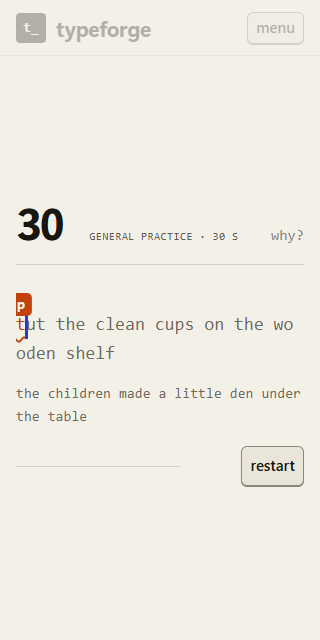 t_ typeforge
menu
30 GENERAL PRACTICE · 30 S why?
P
tut the clean cups on the wo
oden shelf
the children made a little den under
the table
restart